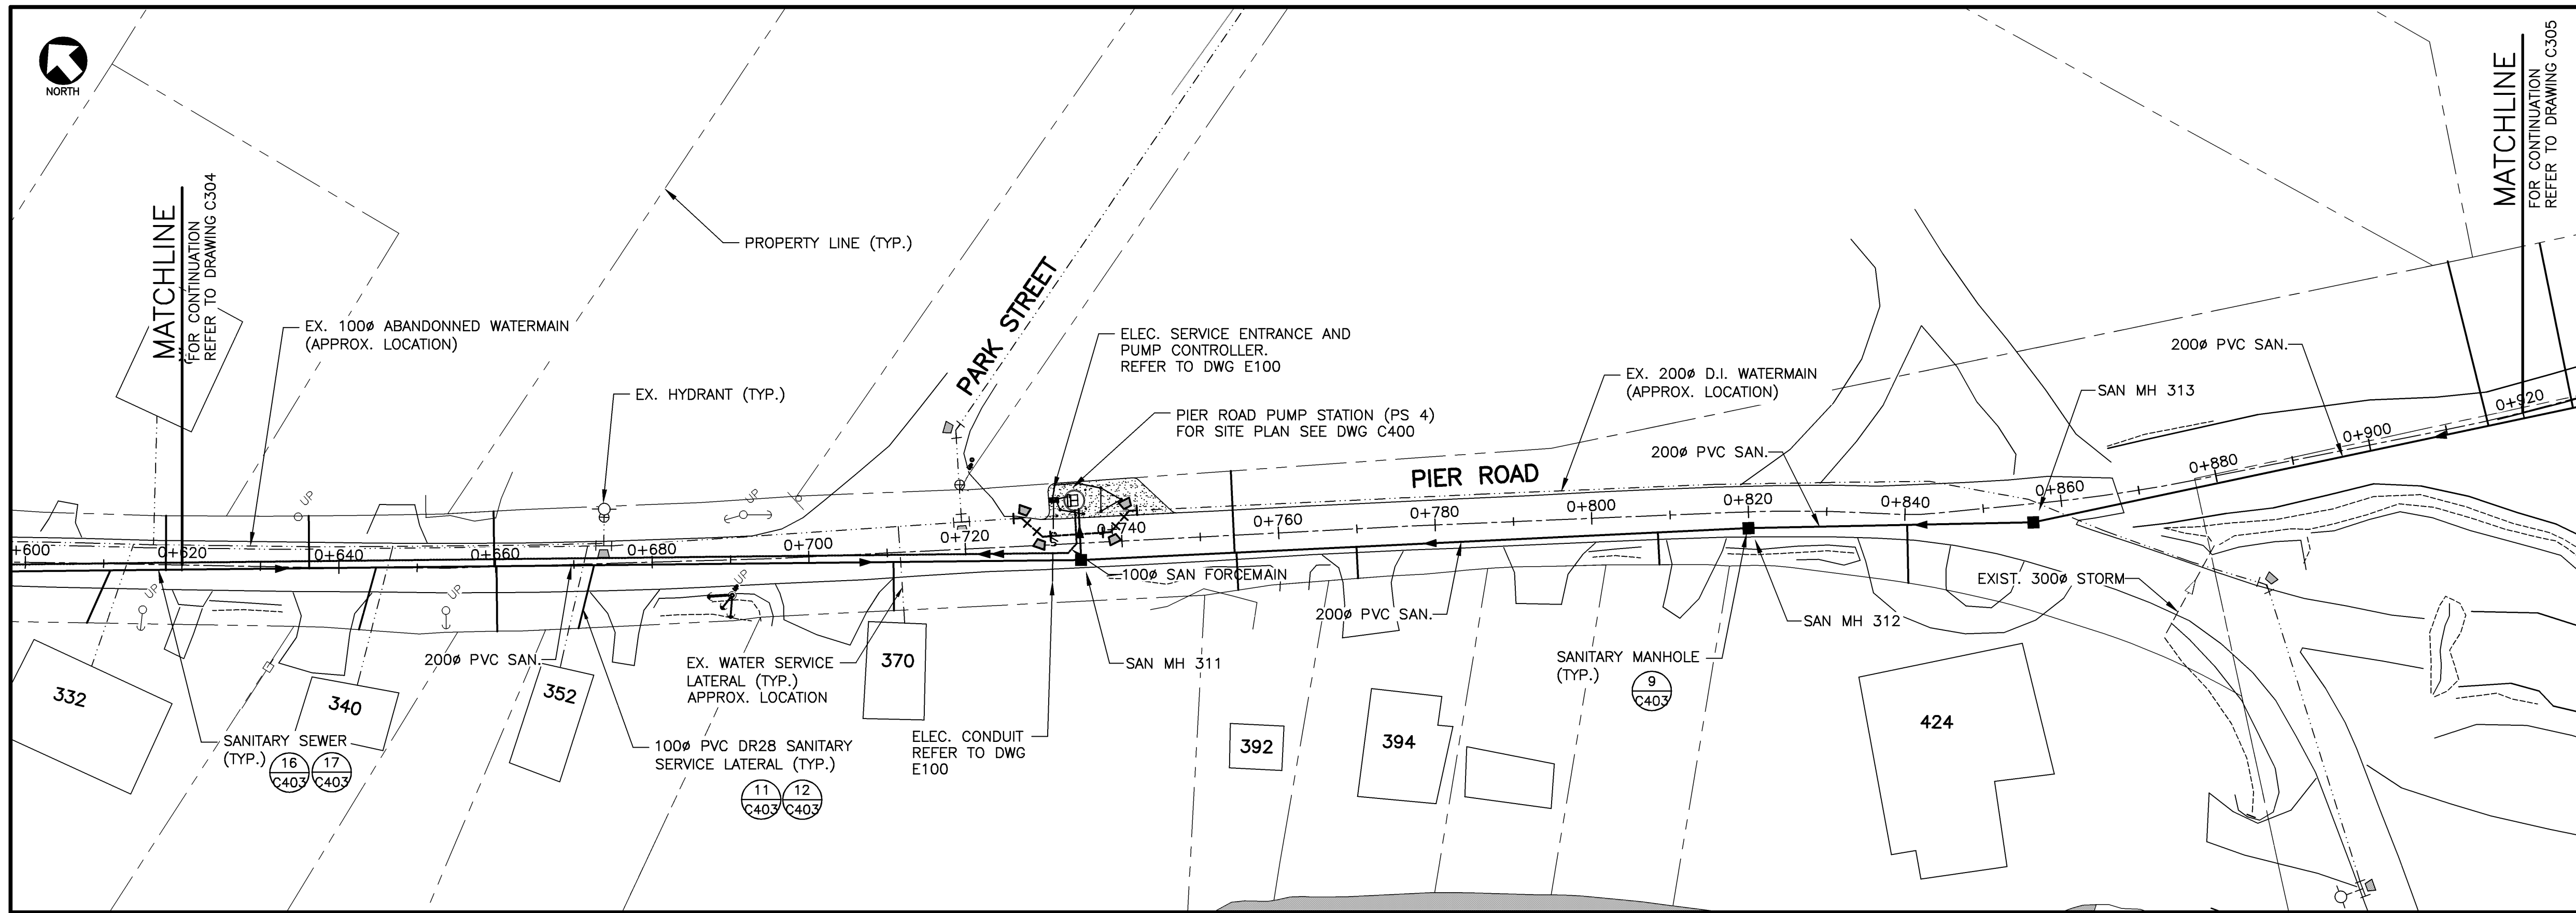 NORTH
MATCHLINE
FOR CONTINUATION
REFER TO DRAWING C304
MATCHLINE
FOR CONTINUATION
REFER TO DRAWING C305
PROPERTY LINE (TYP.)
EX. 100ø ABANDONNED WATERMAIN
(APPROX. LOCATION)
EX. HYDRANT (TYP.)
PARK STREET
ELEC. SERVICE ENTRANCE AND
PUMP CONTROLLER.
REFER TO DWG E100
PIER ROAD PUMP STATION (PS 4)
FOR SITE PLAN SEE DWG C400
EX. 200ø D.I. WATERMAIN
(APPROX. LOCATION)
200ø PVC SAN.
SAN MH 313
200ø PVC SAN.
PIER ROAD
UP
UP
+600
0+620
0+640
0+660
0+680
0+700
0+720
0+740
0+760
0+780
0+800
0+820
0+840
0+860
0+880
0+900
0+920
UP
UP
UP
100ø SAN FORCEMAIN
EXIST. 300ø STORM
200ø PVC SAN.
SAN MH 312
200ø PVC SAN.
EX. WATER SERVICE
LATERAL (TYP.)
APPROX. LOCATION
370
SAN MH 311
SANITARY MANHOLE
(TYP.)
9
C403
332
340
352
SANITARY SEWER
(TYP.)
16
C403
17
C403
100ø PVC DR28 SANITARY
SERVICE LATERAL (TYP.)
11
C403
12
C403
ELEC. CONDUIT
REFER TO DWG
E100
392
394
424